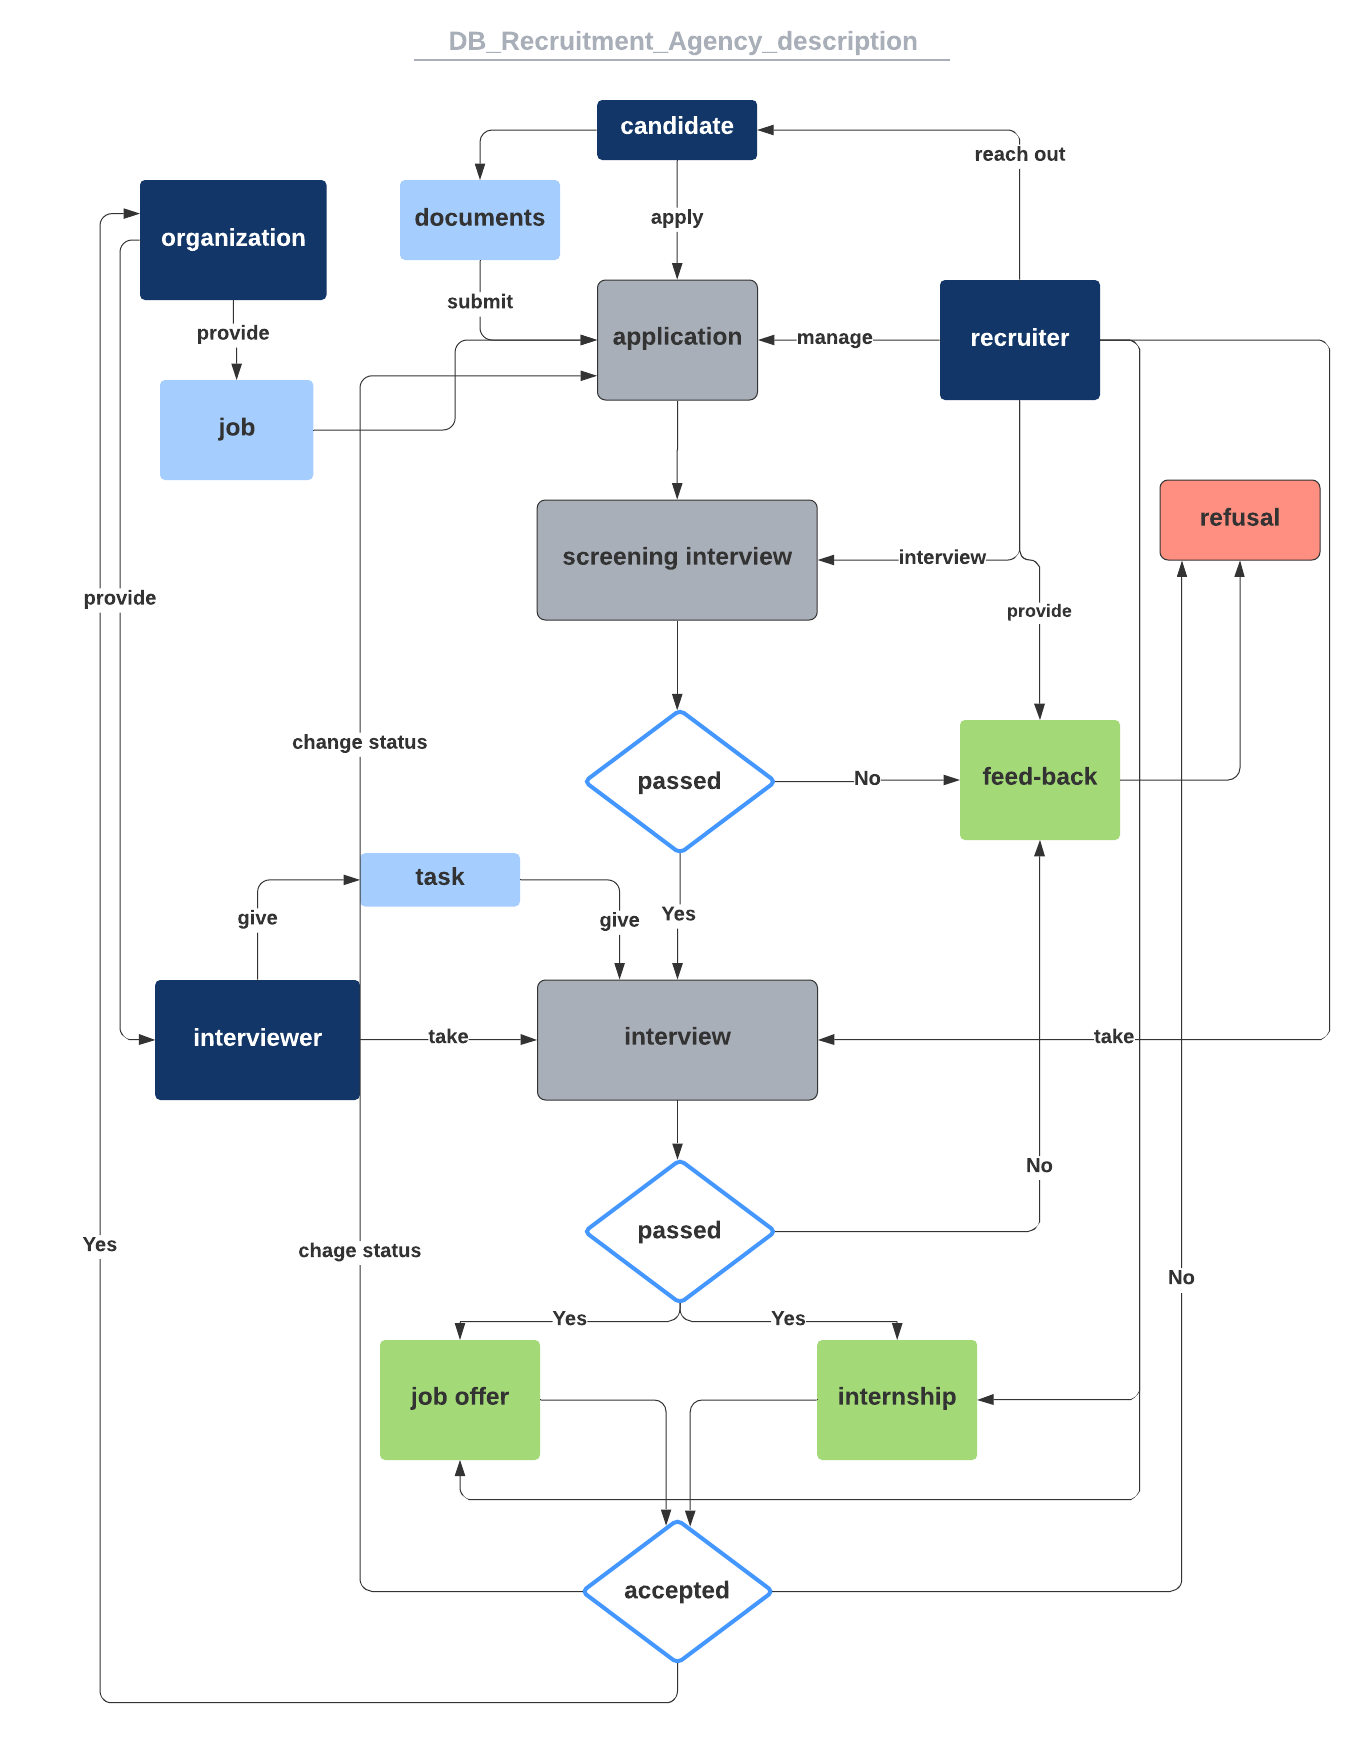 DB_Recruitment_Agency_description
candidate
reach out
documents
apply
organization
submit
provide
application
manage
recruiter
job
refusal
screening interview
interview
provide
provide
change status
passed
No
feed-back
task
give
give
Yes
interviewer
take
interview
take
No
passed
Yes
chage status
No
Yes
Yes
job offer
internship
accepted